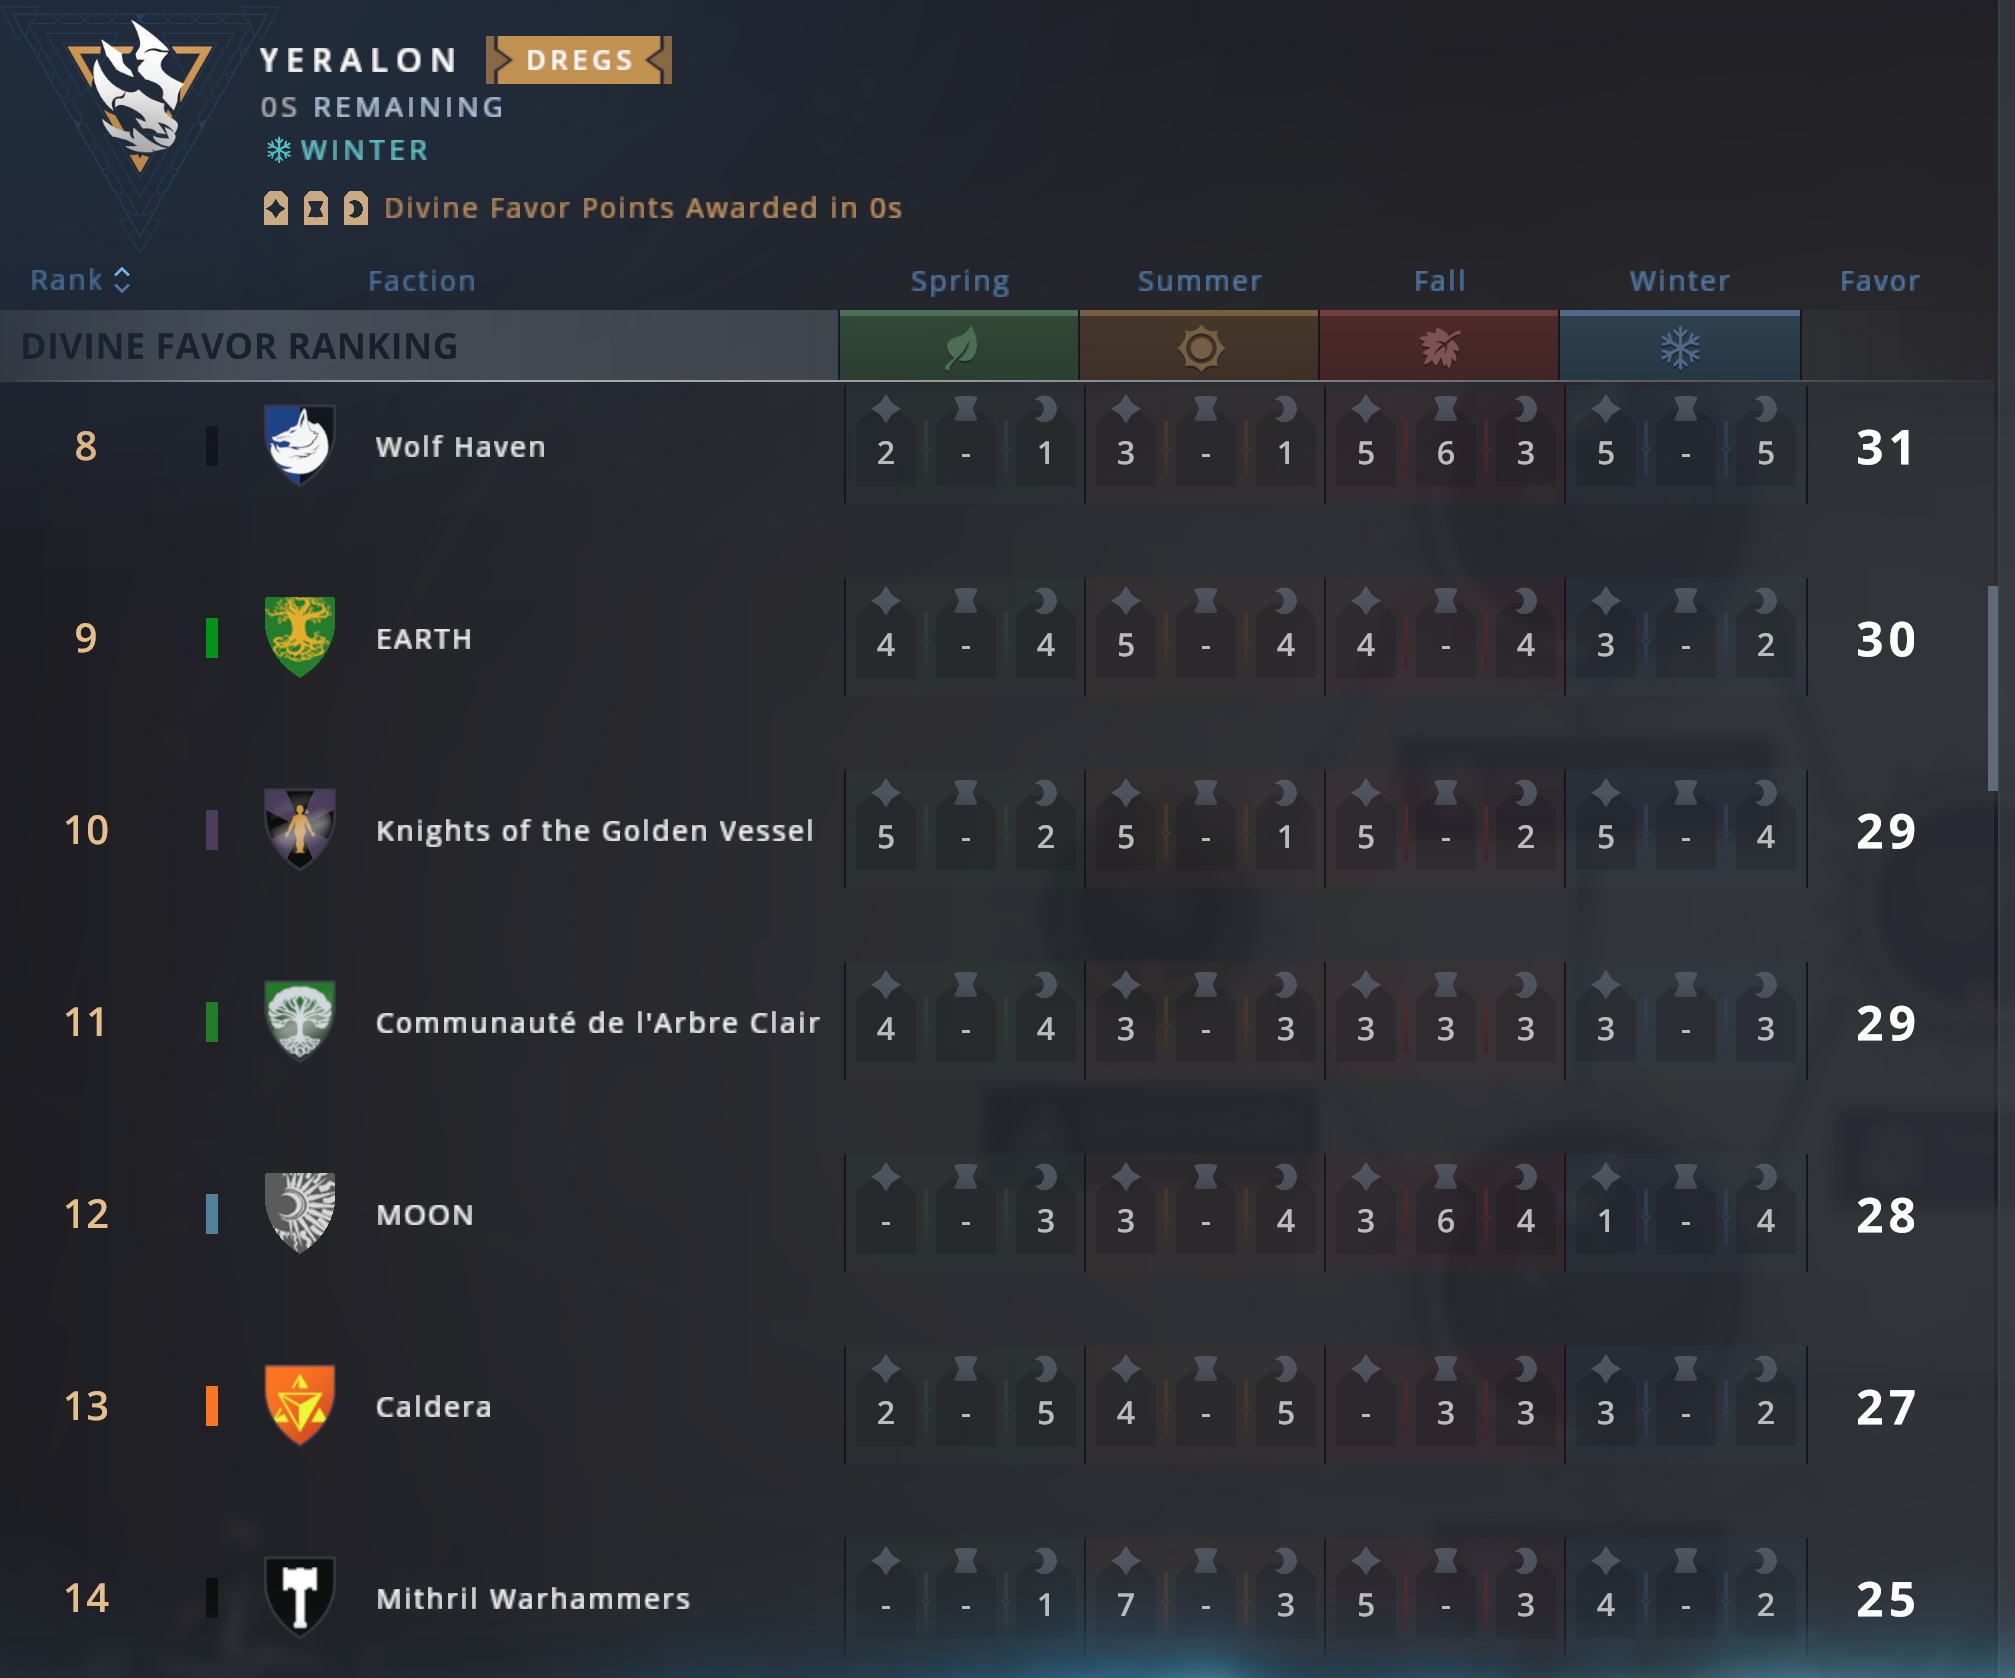 YERALON DREGS
0S REMAINING
WINTER
Divine Favor Points Awarded in 0s
Rank Faction Spring Summer Fall Winter Favor
DIVINE FAVOR RANKING
8 Wolf Haven 2 - 1 3 - 1 5 6 3 5 - 5 31
9 EARTH 4 - 4 5 - 4 4 - 4 3 - 2 30
10 Knights of the Golden Vessel 5 - 2 5 - 1 5 - 2 5 - 4 29
11 Communauté de l'Arbre Clair 4 - 4 3 - 3 3 3 3 3 - 3 29
12 MOON - - 3 3 - 4 3 6 4 1 - 4 28
13 Caldera 2 - 5 4 - 5 - 3 3 3 - 2 27
14 Mithril Warhammers - - 1 7 - 3 5 - 3 4 - 2 25